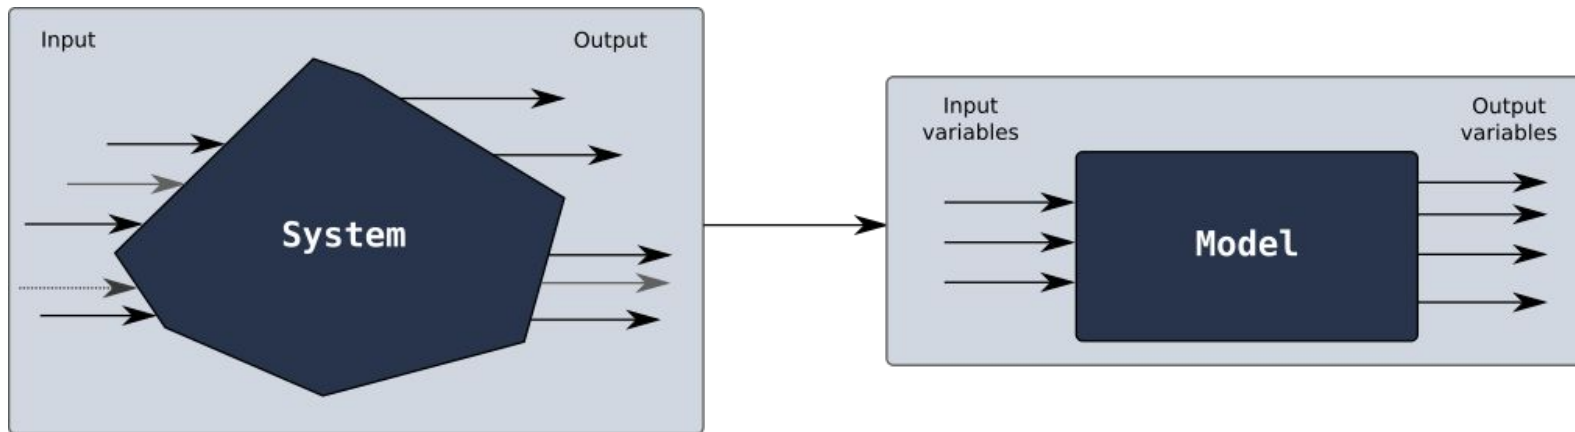 Input
Output
System
Input
variables
Output
variables
Model